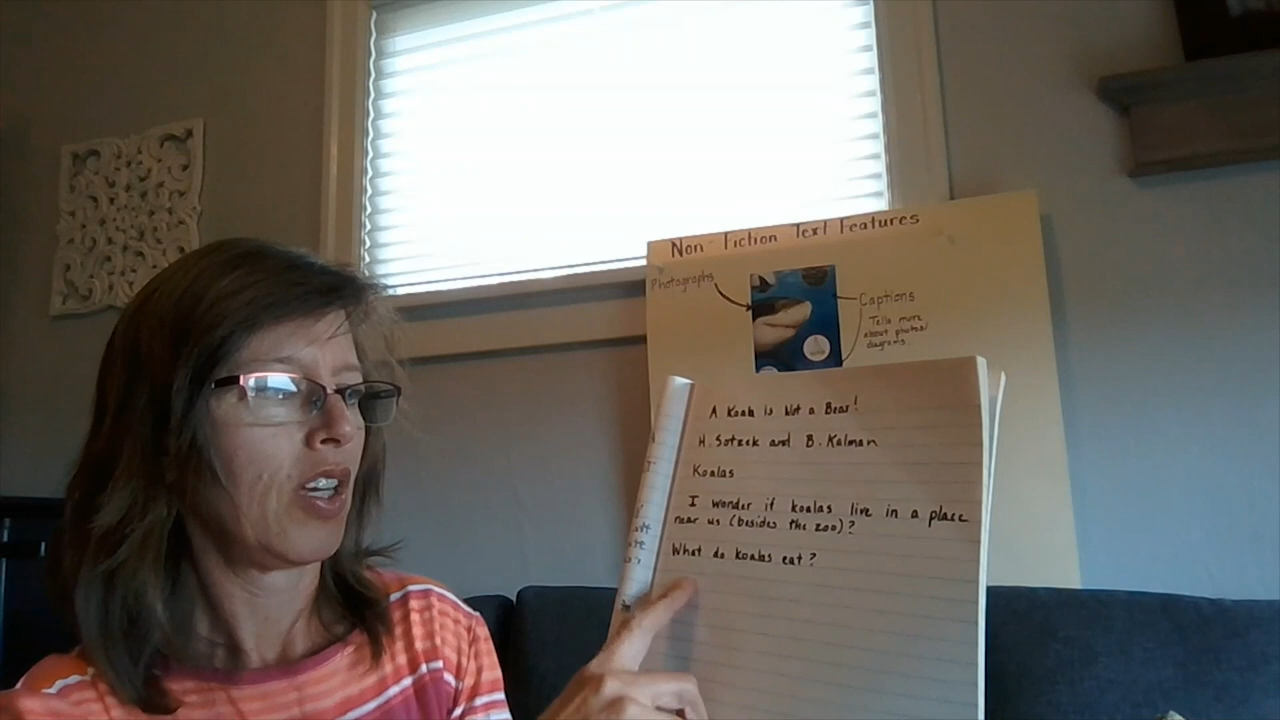 Non-Fiction Text Features
Photographs
Captions
Tells more
about photos/
diagrams.
A Koala is Not a Bear!
H. Sotzek and B. Kalman
Koalas
I wonder if koalas live in a place
near us (besides the zoo)?
What do koalas eat?